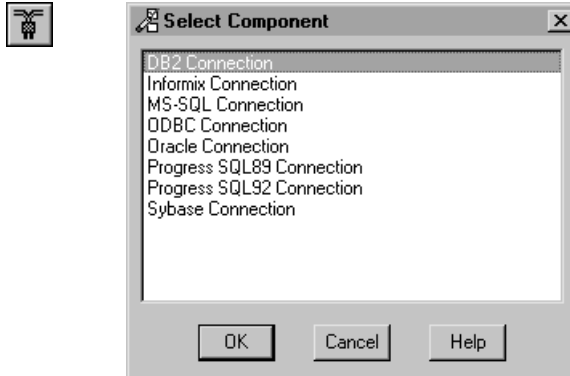 Select Component
DB2 Connection
Informix Connection
MS-SQL Connection
ODBC Connection
Oracle Connection
Progress SQL89 Connection
Progress SQL92 Connection
Sybase Connection
OK Cancel Help